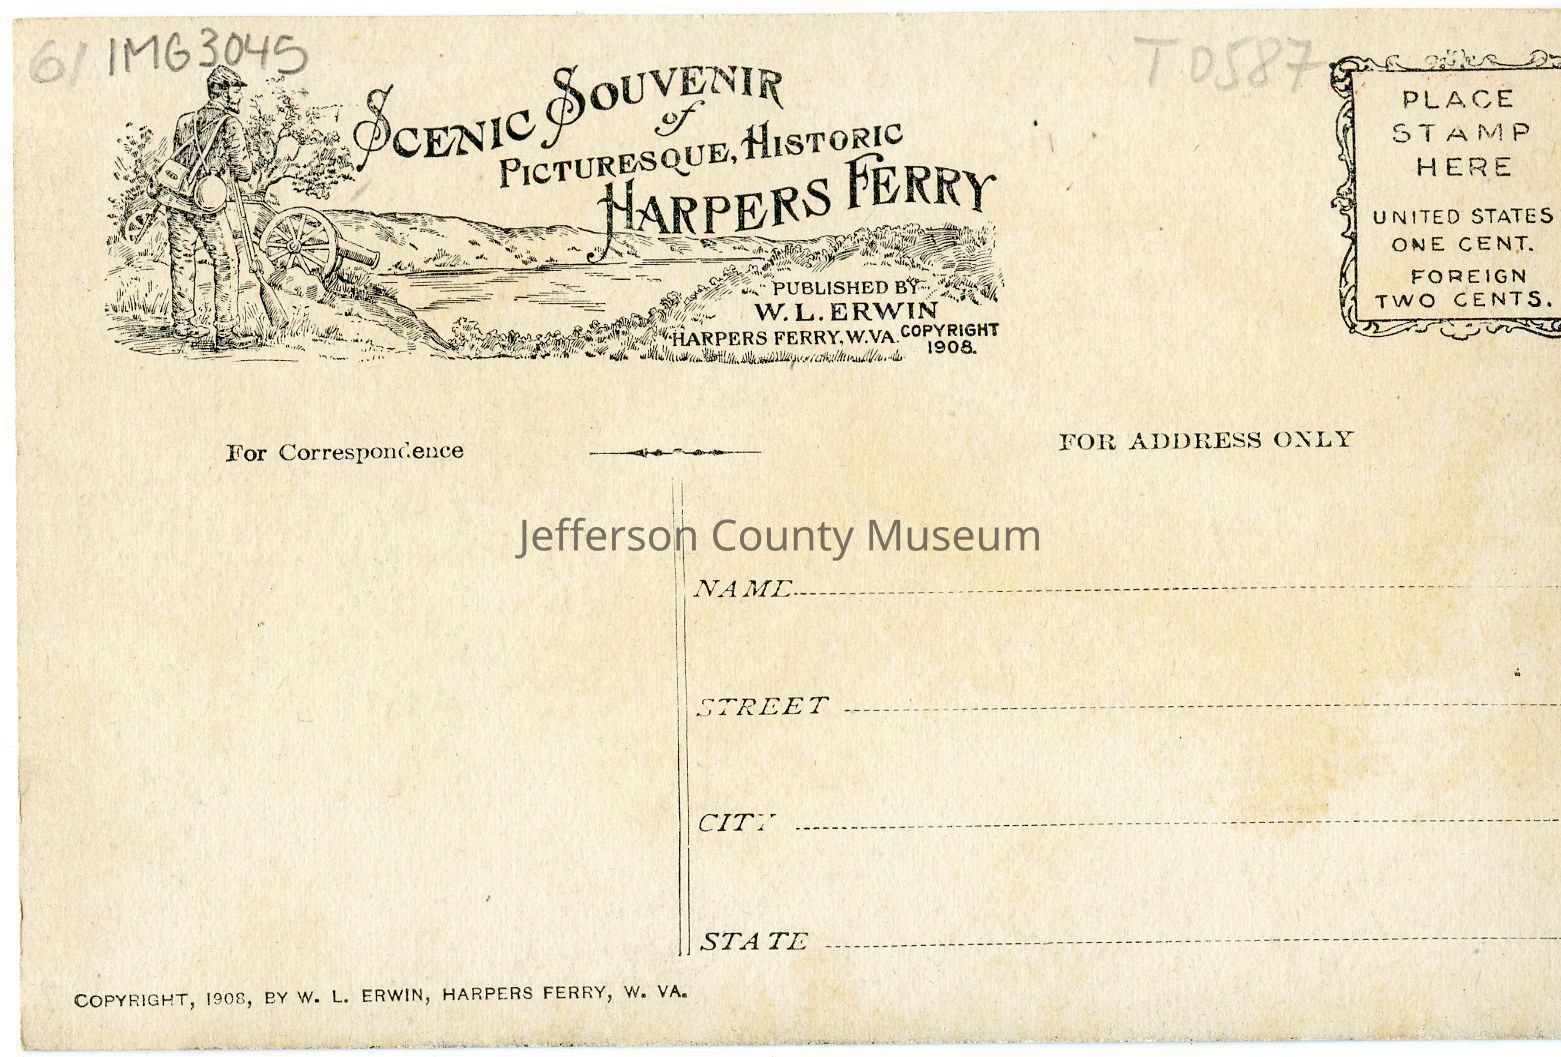 6/ IMG3045
T0587
SCENIC SOUVENIR
of
PICTURESQUE, HISTORIC
HARPERS FERRY
PUBLISHED BY
W. L. ERWIN
HARPERS FERRY, W. VA. COPYRIGHT
1908.
PLACE
STAMP
HERE
UNITED STATES
ONE CENT.
FOREIGN
TWO CENTS.
For Correspondence
FOR ADDRESS ONLY
Jefferson County Museum
NAME
STREET
CITY
STATE
COPYRIGHT, 1908, BY W. L. ERWIN, HARPERS FERRY, W. VA.